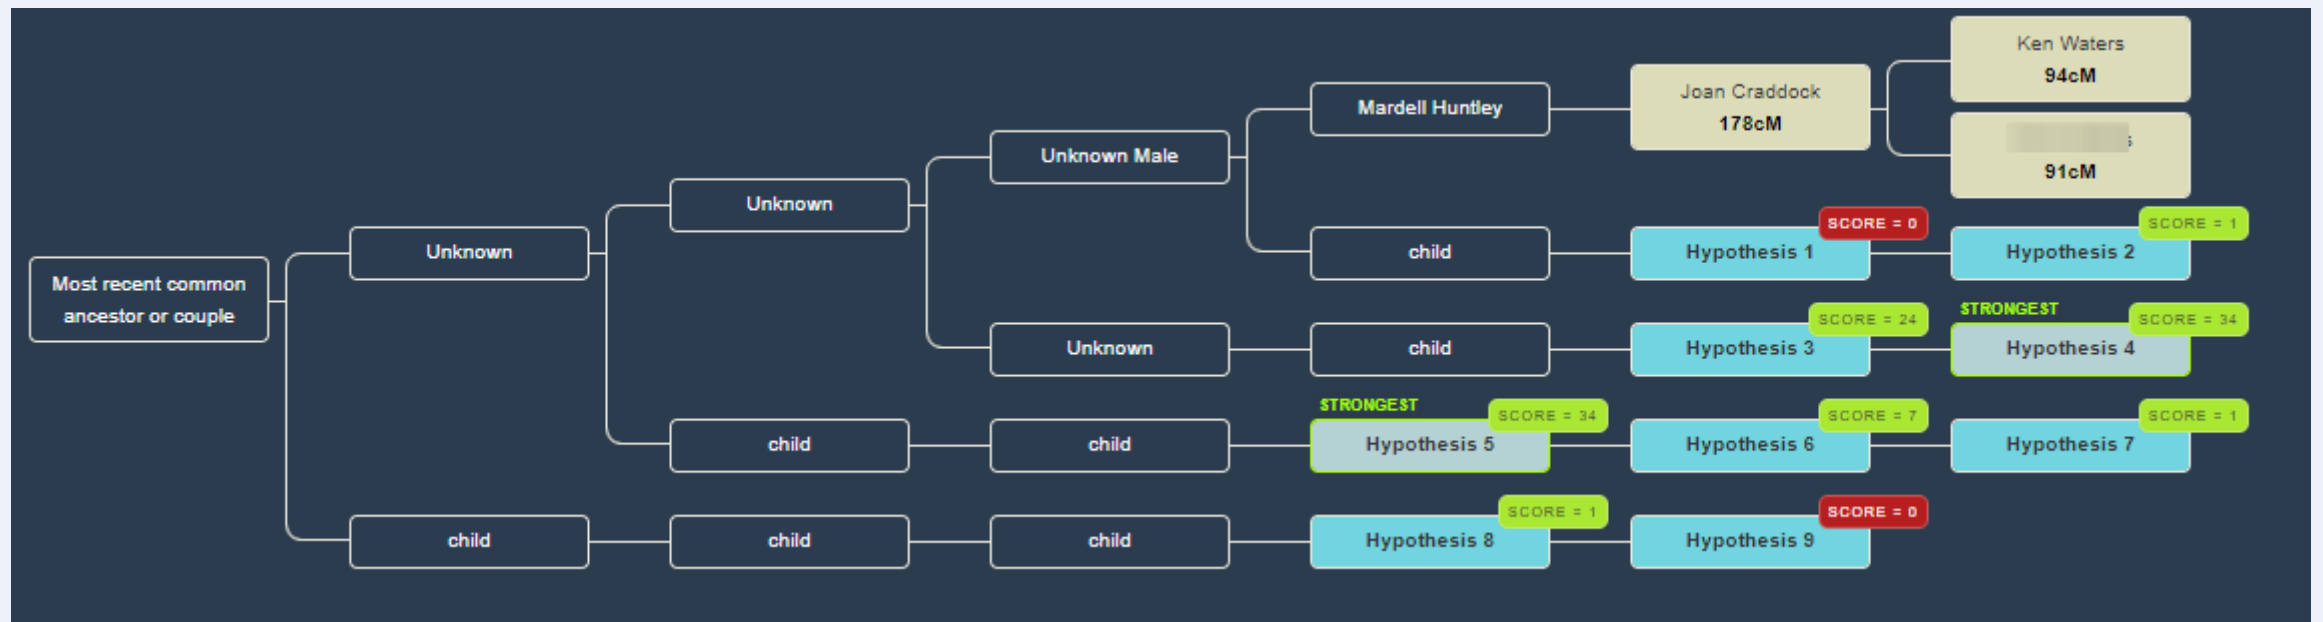 Ken Waters
94cM
Joan Craddock
178cM
Mardell Huntley
91cM
Unknown Male
Unknown
SCORE = 0
SCORE = 1
Unknown
child
Hypothesis 1
Hypothesis 2
Most recent common
ancestor or couple
STRONGEST
SCORE = 24
SCORE = 34
Unknown
child
Hypothesis 3
Hypothesis 4
STRONGEST
SCORE = 34
SCORE = 7
SCORE = 1
child
child
Hypothesis 5
Hypothesis 6
Hypothesis 7
SCORE = 1
SCORE = 0
child
child
child
Hypothesis 8
Hypothesis 9